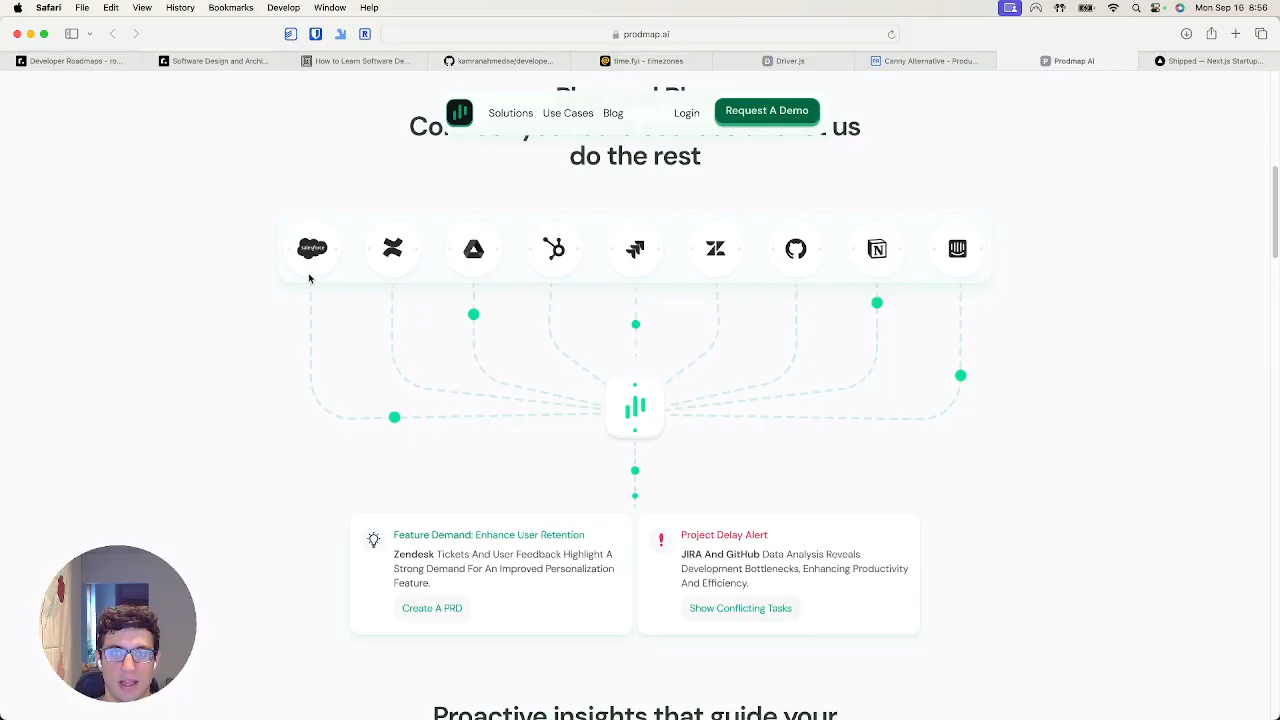 Safari File Edit View History Bookmarks Develop Window Help
Mon Sep 16 8:56
prodmap.ai
Developer Roadmaps - ro...
Software Design and Archi...
How to Learn Software De...
kamranahmedse/develope...
time.fyi - timezones
Driver.js
Canny Alternative - Produ...
Prodmap Ai
Shipped — Next.js Startup...
Solutions Use Cases Blog Login Request A Demo
us
do the rest
salesforce
N
Feature Demand: Enhance User Retention
Zendesk Tickets And User Feedback Highlight A
Strong Demand For An Improved Personalization
Feature.
Create A PRD
Project Delay Alert
JIRA And GitHub Data Analysis Reveals
Development Bottlenecks, Enhancing Productivity
And Efficiency.
Show Conflicting Tasks
Proactive insights that guide your